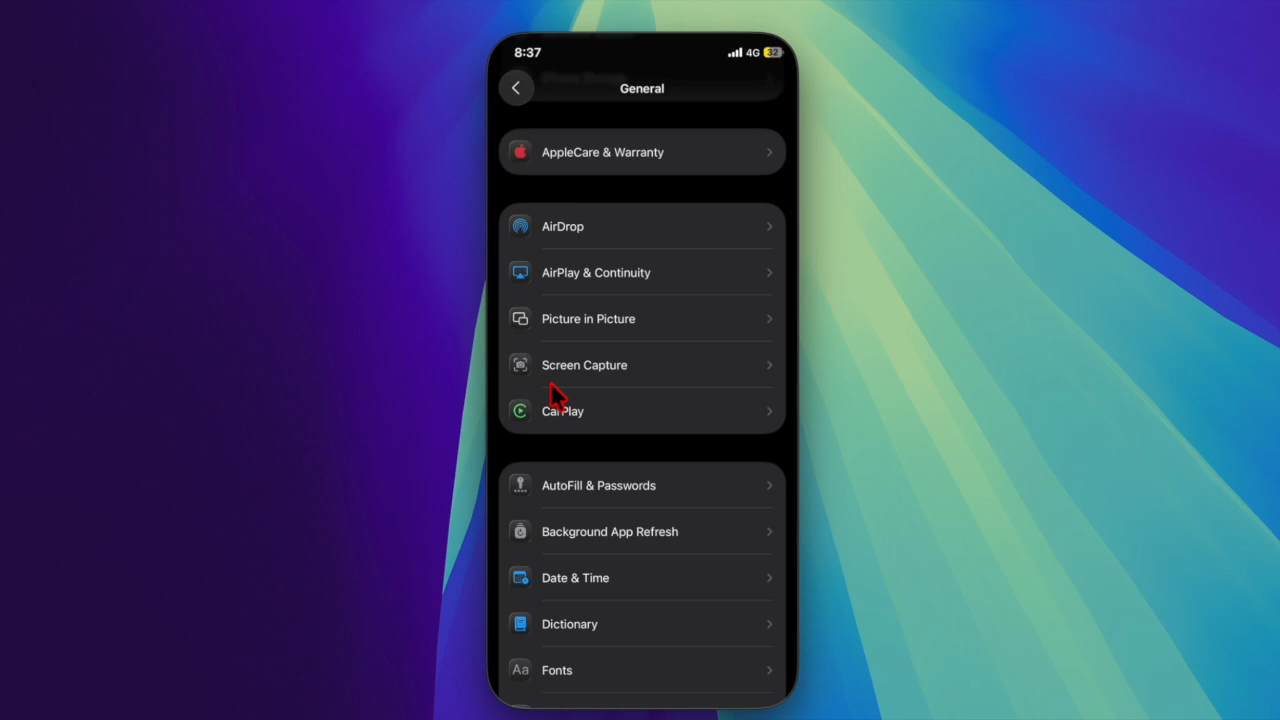 8:37
4G 32
General
AppleCare & Warranty
AirDrop
AirPlay & Continuity
Picture in Picture
Screen Capture
CarPlay
AutoFill & Passwords
Background App Refresh
Date & Time
Dictionary
Aa Fonts